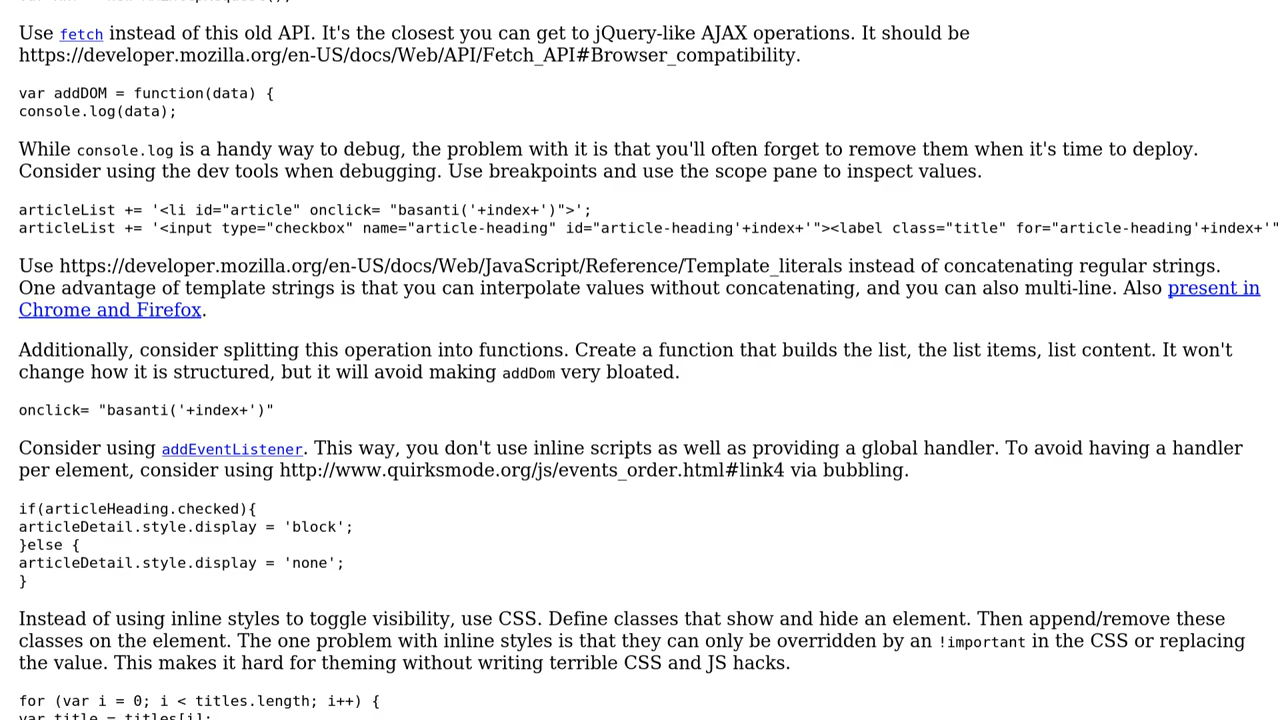 Use fetch instead of this old API. It's the closest you can get to jQuery-like AJAX operations. It should be
https://developer.mozilla.org/en-US/docs/Web/API/Fetch_API#Browser_compatibility.
var addDOM = function(data) {
console.log(data);
While console.log is a handy way to debug, the problem with it is that you'll often forget to remove them when it's time to deploy.
Consider using the dev tools when debugging. Use breakpoints and use the scope pane to inspect values.
articleList += '<li id="article" onclick= "basanti('+index+')">';
articleList += '<input type="checkbox" name="article-heading" id="article-heading'+index+'"><label class="title" for="article-heading'+index+'"
Use https://developer.mozilla.org/en-US/docs/Web/JavaScript/Reference/Template_literals instead of concatenating regular strings.
One advantage of template strings is that you can interpolate values without concatenating, and you can also multi-line. Also present in
Chrome and Firefox.
Additionally, consider splitting this operation into functions. Create a function that builds the list, the list items, list content. It won't
change how it is structured, but it will avoid making addDom very bloated.
onclick= "basanti('+index+')"
Consider using addEventListener. This way, you don't use inline scripts as well as providing a global handler. To avoid having a handler
per element, consider using http://www.quirksmode.org/js/events_order.html#link4 via bubbling.
if(articleHeading.checked){
articleDetail.style.display = 'block';
}else {
articleDetail.style.display = 'none';
}
Instead of using inline styles to toggle visibility, use CSS. Define classes that show and hide an element. Then append/remove these
classes on the element. The one problem with inline styles is that they can only be overridden by an !important in the CSS or replacing
the value. This makes it hard for theming without writing terrible CSS and JS hacks.
for (var i = 0; i < titles.length; i++) {
var title = titles[i];